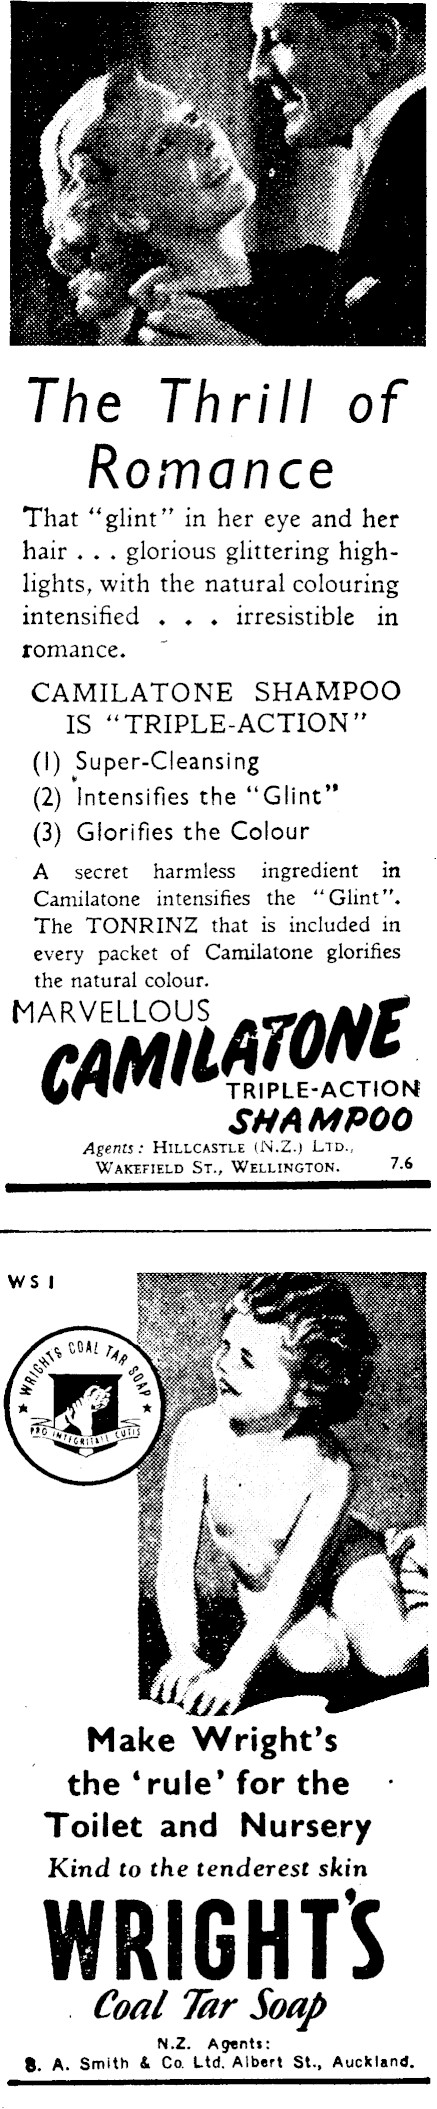 The Thrill of
Romance
That "glint" in her eye and her
hair . . . glorious glittering high-
lights, with the natural colouring
intensified . . . irresistible in
romance.
CAMILATONE SHAMPOO
IS "TRIPLE-ACTION"
(1) Super-Cleansing
(2) Intensifies the "Glint"
(3) Glorifies the Colour
A secret harmless ingredient in
Camilatone intensifies the "Glint".
The TONRINZ that is included in
every packet of Camilatone glorifies
the natural colour.
MARVELLOUS
CAMILATONE
TRIPLE-ACTION
SHAMPOO
Agents: HILLCASTLE (N.Z.) LTD.,
WAKEFIELD ST., WELLINGTON. 7.6
WS 1
WRIGHTS COAL TAR SOAP
PRO INTEGRITATE CUTIS
Make Wright's
the 'rule' for the
Toilet and Nursery
Kind to the tenderest skin
WRIGHT'S
Coal Tar Soap
N.Z. Agents:
S. A. Smith & Co. Ltd. Albert St., Auckland.